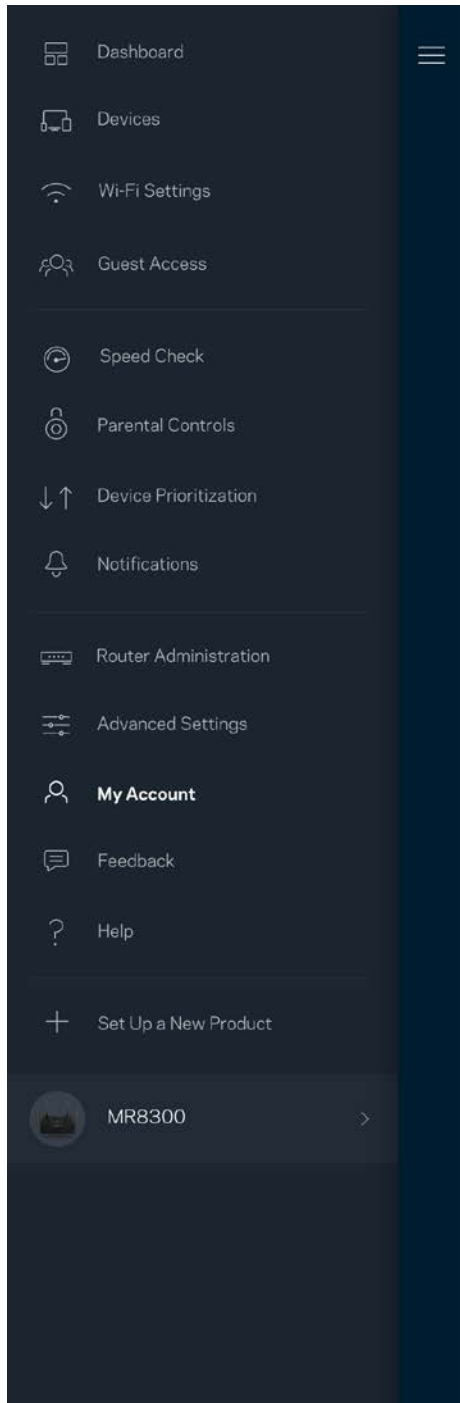 Dashboard
Devices
Wi-Fi Settings
Guest Access
Speed Check
Parental Controls
Device Prioritization
Notifications
Router Administration
Advanced Settings
My Account
Feedback
Help
Set Up a New Product
MR8300